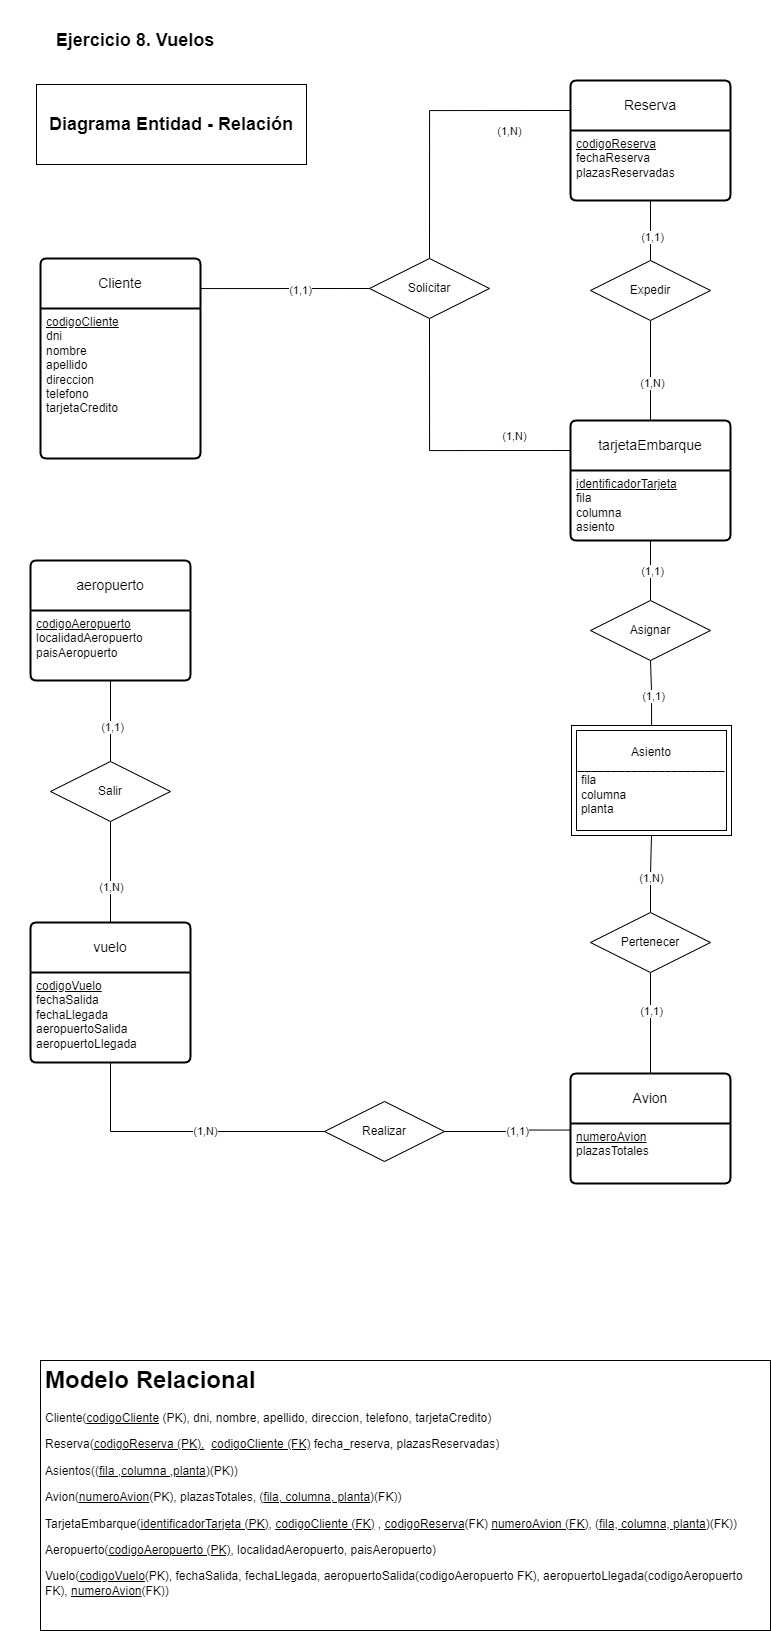 Ejercicio 8. Vuelos
Diagrama Entidad - Relación
Reserva
codigoReserva
fechaReserva
plazasReservadas
(1,N)
(1,1)
Cliente
codigoCliente
dni
nombre
apellido
direccion
telefono
tarjetaCredito
(1,1)
Solicitar
Expedir
(1,N)
(1,N)
tarjetaEmbarque
identificadorTarjeta
fila
columna
asiento
(1,1)
Asignar
(1,1)
aeropuerto
codigoAeropuerto
localidadAeropuerto
paisAeropuerto
(1,1)
Salir
(1,N)
Asiento
fila
columna
planta
(1,N)
Pertenecer
(1,1)
vuelo
codigoVuelo
fechaSalida
fechaLlegada
aeropuertoSalida
aeropuertoLlegada
(1,N)
Realizar
(1,1)
Avion
numeroAvion
plazasTotales
Modelo Relacional
Cliente(codigoCliente (PK), dni, nombre, apellido, direccion, telefono, tarjetaCredito)
Reserva(codigoReserva (PK),  codigoCliente (FK) fecha_reserva, plazasReservadas)
Asientos((fila ,columna ,planta)(PK))
Avion(numeroAvion(PK), plazasTotales, (fila, columna, planta)(FK))
TarjetaEmbarque(identificadorTarjeta (PK), codigoCliente (FK) , codigoReserva(FK) numeroAvion (FK), (fila, columna, planta)(FK))
Aeropuerto(codigoAeropuerto (PK), localidadAeropuerto, paisAeropuerto)
Vuelo(codigoVuelo(PK), fechaSalida, fechaLlegada, aeropuertoSalida(codigoAeropuerto FK), aeropuertoLlegada(codigoAeropuerto
FK), numeroAvion(FK))